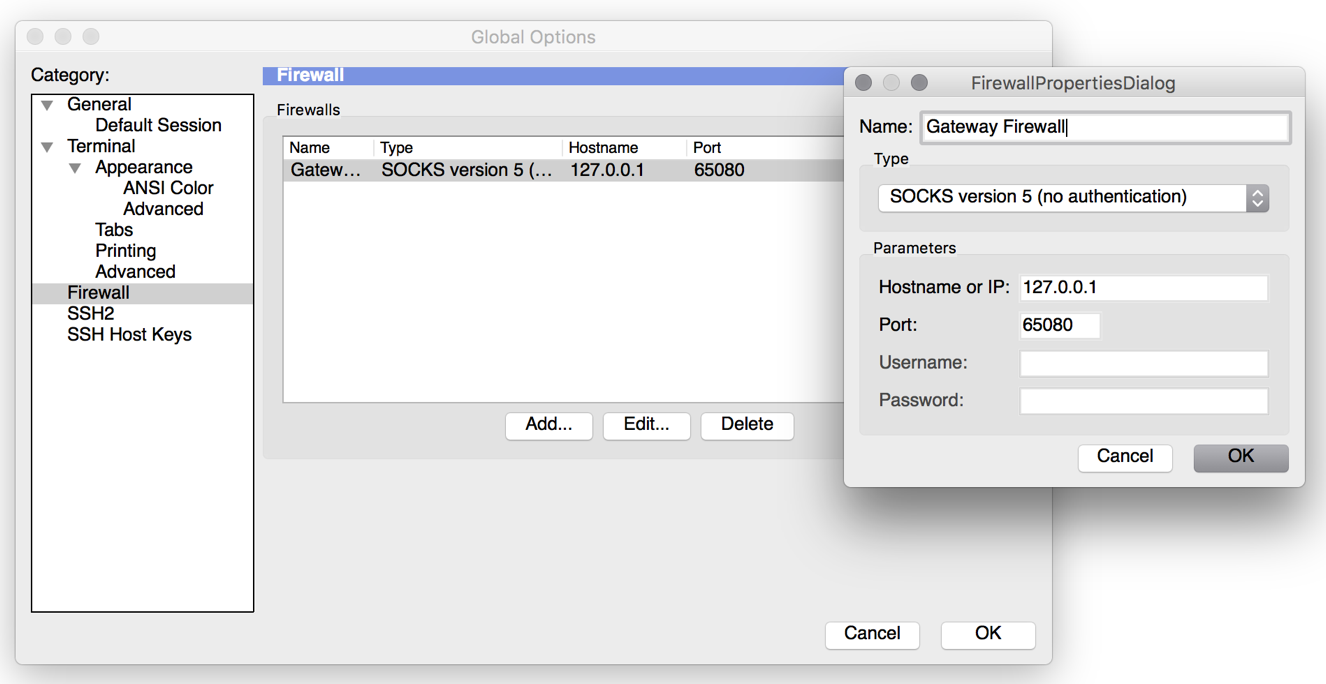 Global Options
Category:
General
Default Session
Terminal
Appearance
ANSI Color
Advanced
Tabs
Printing
Advanced
Firewall
SSH2
SSH Host Keys
Firewall
Firewalls
Name Type Hostname Port
Gatew... SOCKS version 5 (... 127.0.0.1 65080
Add... Edit... Delete
Cancel OK
FirewallPropertiesDialog
Name: Gateway Firewall
Type
SOCKS version 5 (no authentication)
Parameters
Hostname or IP: 127.0.0.1
Port: 65080
Username:
Password:
Cancel OK